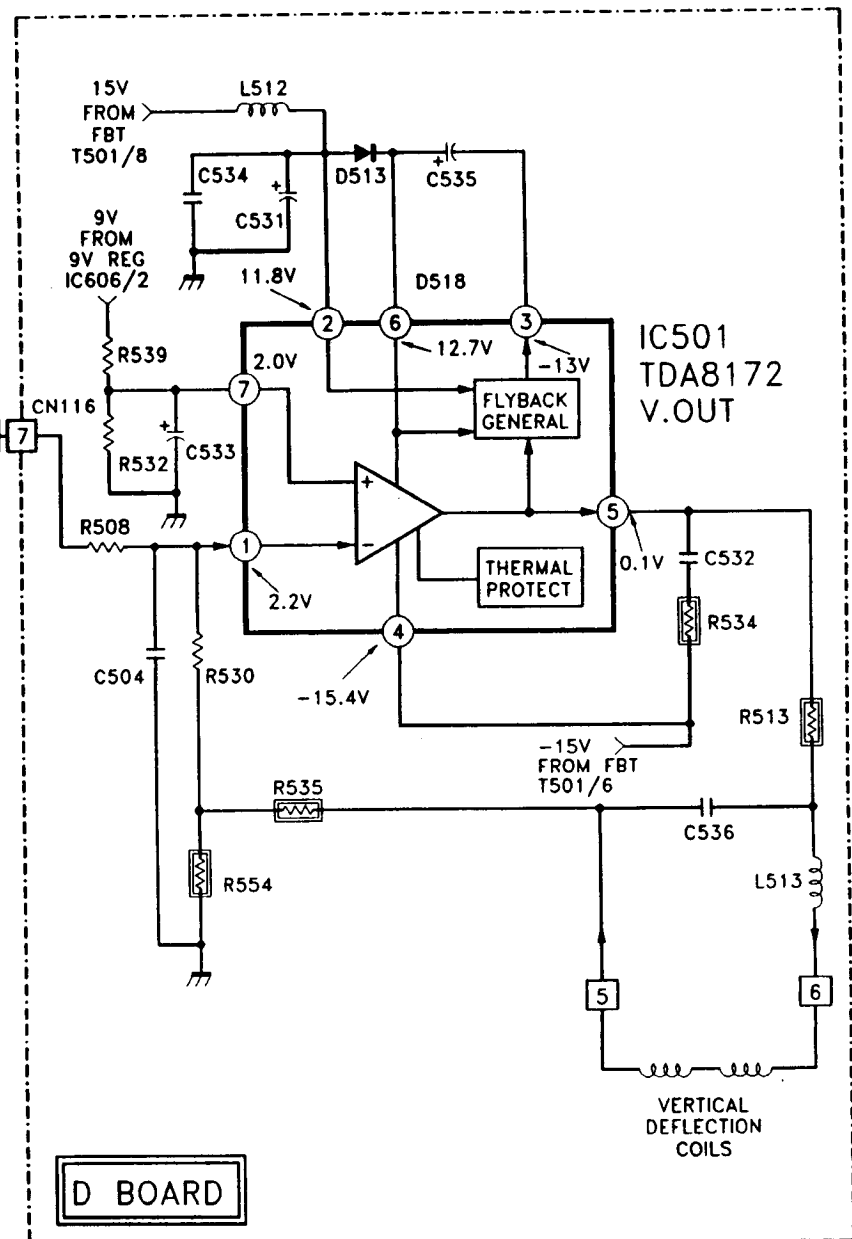 15V
FROM
FBT
T501/8
L512
C534
C531
D513
C535
9V
FROM
9V REG
IC606/2
11.8V
D518
2
6
3
12.7V
-13V
IC501
TDA8172
V.OUT
R539
2.0V
7
FLYBACK
GENERAL
CN116
7
R532
C533
+
-
R508
1
2.2V
5
0.1V
C532
THERMAL
PROTECT
R534
4
C504
R530
-15.4V
R513
-15V
FROM FBT
T501/6
R535
C536
R554
L513
5
6
VERTICAL
DEFLECTION
COILS
D BOARD